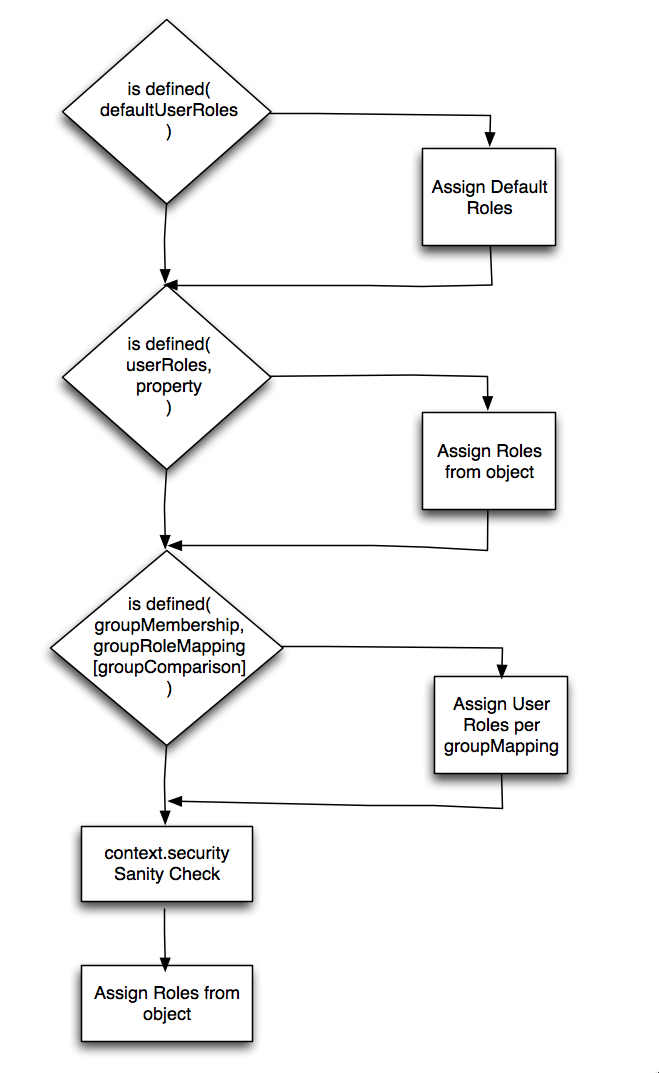 is defined(
defaultUserRoles
)
Assign Default
Roles
is defined(
userRoles,
property
)
Assign Roles
from object
is defined(
groupMembership,
groupRoleMapping
[groupComparison]
)
Assign User
Roles per
groupMapping
context.security
Sanity Check
Assign Roles from
object